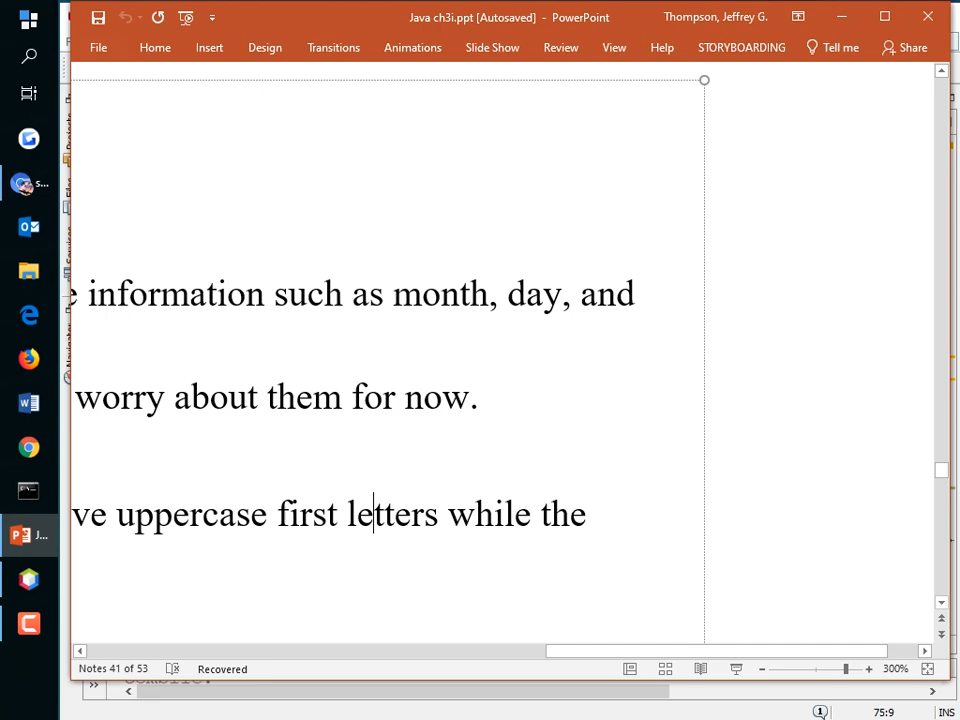 Java ch3i.ppt [Autosaved] - PowerPoint
Thompson, Jeffrey G.
File Home Insert Design Transitions Animations Slide Show Review View Help STORYBOARDING Tell me Share
s...
e information such as month, day, and
worry about them for now.
ve uppercase first letters while the
J...
Notes 41 of 53
Recovered
300%
75:9
INS